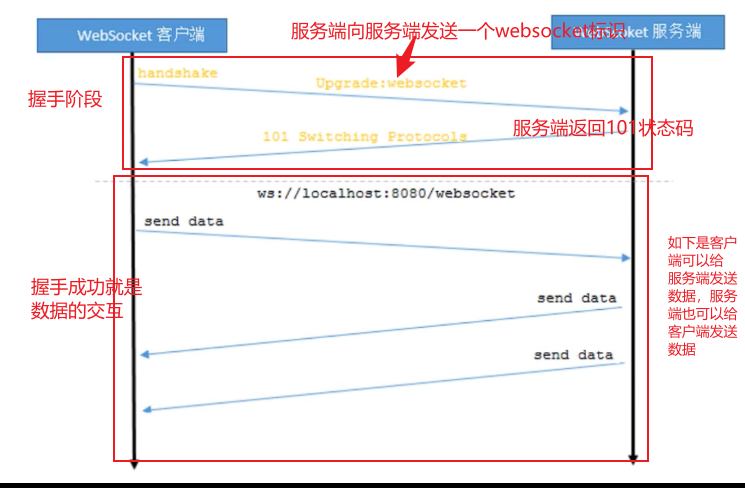 服务端向服务端发送一个websocket标识
WebSocket 客户端
服务端
handshake
Upgrade:websocket
握手阶段
服务端返回101状态码
101 Switching Protocols
ws://localhost:8080/websocket
send data
握手成功就是
数据的交互
send data
send data
如下是客户
端可以给
服务端发送
数据，服务
端也可以给
客户端发送
数据